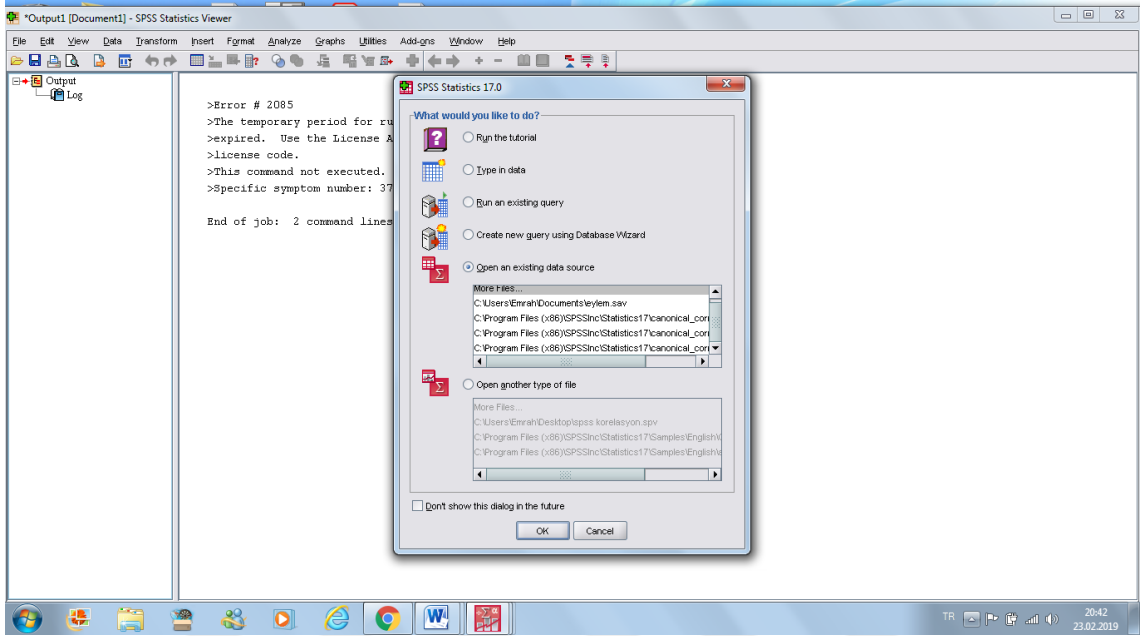 *Output1 [Document1] - SPSS Statistics Viewer
File Edit View Data Transform Insert Format Analyze Graphs Utilities Add-ons Window Help
Output
Log
>Error # 2085
>The temporary period for
>expired. Use the License
>license code.
>This command not executed.
>Specific symptom number: 37
End of job: 2 command lines
SPSS Statistics 17.0
What would you like to do?
Run the tutorial
Type in data
Run an existing query
Create new query using Database Wizard
Open an existing data source
More Files...
C:\Users\Emrah\Documents\eylem.sav
C:\Program Files (x86)\SPSSInc\Statistics17\canonical_corr
C:\Program Files (x86)\SPSSInc\Statistics17\canonical_corr
C:\Program Files (x86)\SPSSInc\Statistics17\canonical_corr
Open another type of file
More Files...
C:\Users\Emrah\Desktop\spss korelasyon.spv
C:\Program Files (x86)\SPSSInc\Statistics17\Samples\English\
C:\Program Files (x86)\SPSSInc\Statistics17\Samples\English\
Don't show this dialog in the future
OK Cancel
TR
20:42
23.02.2019